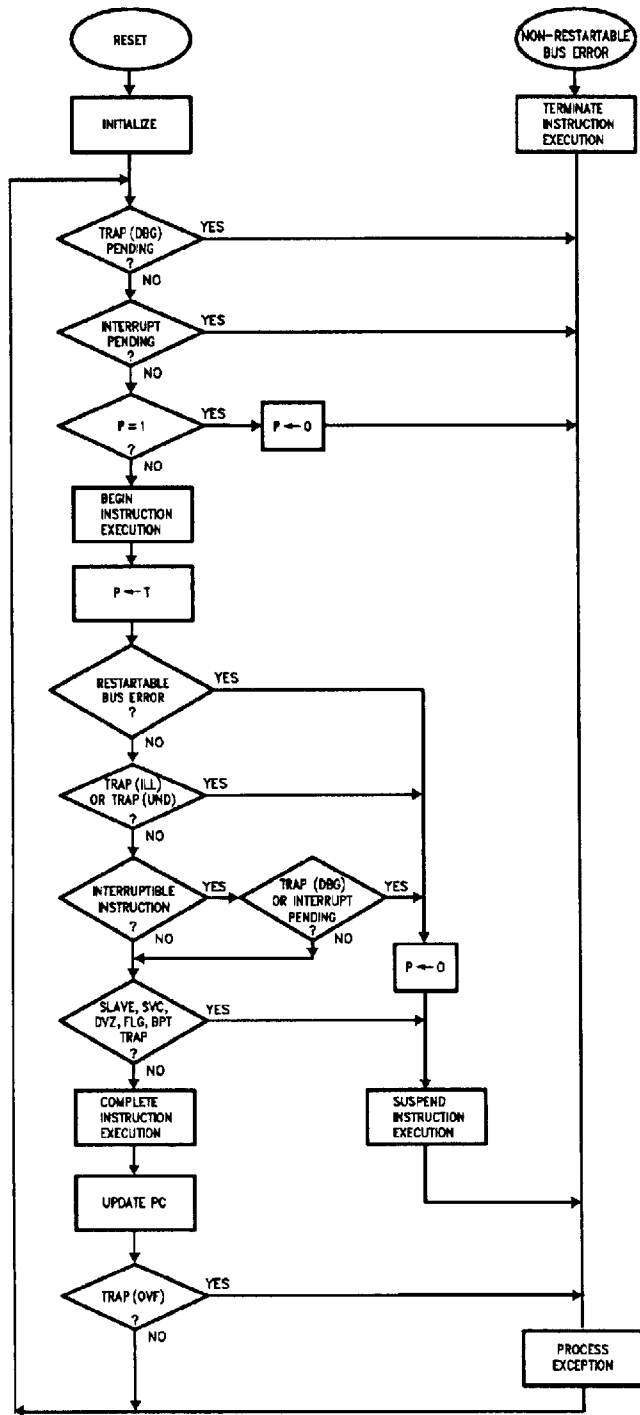 RESET
NON-RESTARTABLE
BUS ERROR
INITIALIZE
TERMINATE
INSTRUCTION
EXECUTION
TRAP (DBG)
PENDING
?
YES
NO
INTERRUPT
PENDING
?
YES
NO
P = 1
?
YES
NO
P ← 0
BEGIN
INSTRUCTION
EXECUTION
P ← T
RESTARTABLE
BUS ERROR
?
YES
NO
TRAP (ILL)
OR TRAP (UND)
?
YES
NO
INTERRUPTIBLE
INSTRUCTION
?
YES
NO
TRAP (DBG)
OR INTERRUPT
PENDING
?
YES
NO
P ← 0
SLAVE, SVC,
DVZ, FLG, BPT
TRAP
?
YES
NO
COMPLETE
INSTRUCTION
EXECUTION
SUSPEND
INSTRUCTION
EXECUTION
UPDATE PC
TRAP (OVF)
?
YES
NO
PROCESS
EXCEPTION